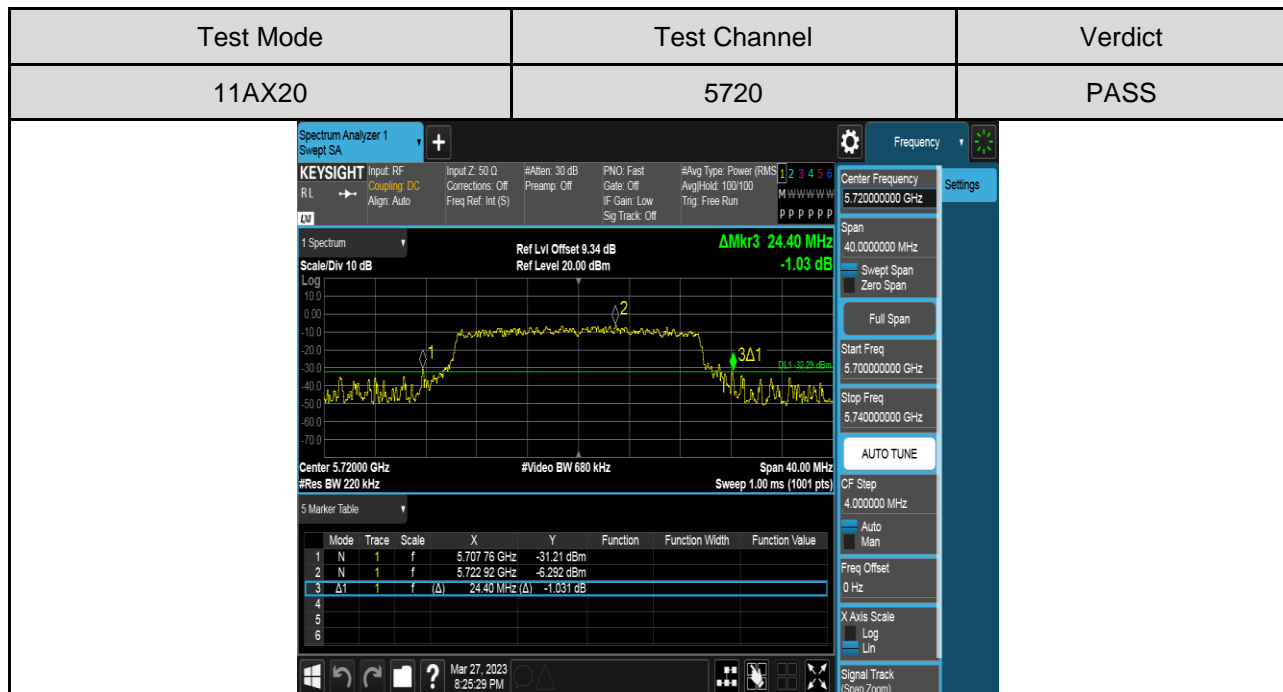 Test Mode Test Channel Verdict
11AX20 5720 PASS
Spectrum Analyzer 1
Swept SA
+
Frequency
KEYSIGHT Input: RF Input Z: 50 Ω #Atten: 30 dB PNO: Fast #Avg Type: Power (RMS 1 2 3 4 5 6
RL Coupling: DC Corrections: Off Preamp: Off Gate: Off Avg|Hold: 100/100 M W W W W W
Align: Auto Freq Ref: Int (S) IF Gain: Low Trig: Free Run
LXI Sig Track: Off P P P P P P
1 Spectrum
Scale/Div 10 dB
Ref Lvl Offset 9.34 dB
Ref Level 20.00 dBm
ΔMkr3 24.40 MHz
-1.03 dB
Log
10.0
0.00
-10.0
-20.0
-30.0
-40.0
-50.0
-60.0
-70.0
2
1
3Δ1
DL1 -32.29 dBm
Center 5.72000 GHz #Video BW 680 kHz Span 40.00 MHz
#Res BW 220 kHz Sweep 1.00 ms (1001 pts)
5 Marker Table
Mode Trace Scale X Y Function Function Width Function Value
1 N 1 f 5.707 76 GHz -31.21 dBm
2 N 1 f 5.722 92 GHz -6.292 dBm
3 Δ1 1 f (Δ) 24.40 MHz (Δ) -1.031 dB
4
5
6
?
Mar 27, 2023
8:25:29 PM
Center Frequency
5.720000000 GHz
Settings
Span
40.0000000 MHz
Swept Span
Zero Span
Full Span
Start Freq
5.700000000 GHz
Stop Freq
5.740000000 GHz
AUTO TUNE
CF Step
4.000000 MHz
Auto
Man
Freq Offset
0 Hz
X Axis Scale
Log
Lin
Signal Track
(Span Zoom)